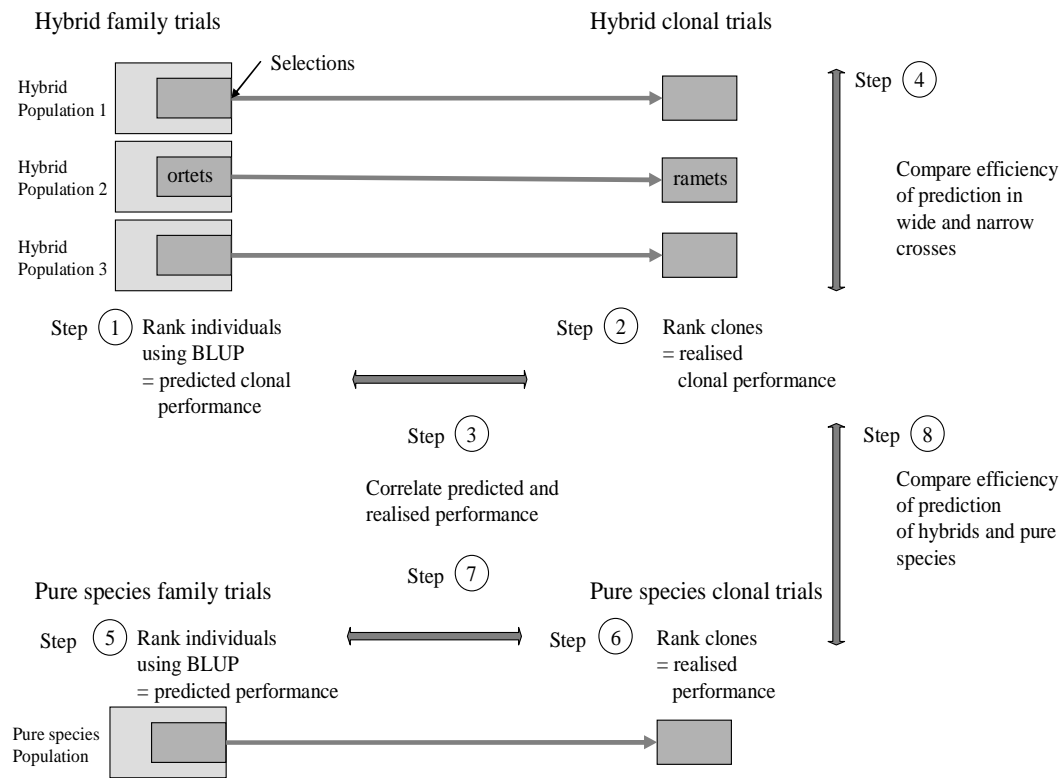 Hybrid family trials
Hybrid clonal trials
Selections
Hybrid
Population 1
Step 4
Hybrid
Population 2
ortets
ramets
Compare efficiency
of prediction in
wide and narrow
crosses
Hybrid
Population 3
Step 1 Rank individuals
using BLUP
= predicted clonal
performance
Step 2 Rank clones
= realised
clonal performance
Step 3
Correlate predicted and
realised performance
Step 8
Compare efficiency
of prediction
of hybrids and pure
species
Step 7
Pure species family trials
Pure species clonal trials
Step 5 Rank individuals
using BLUP
= predicted performance
Step 6 Rank clones
= realised
performance
Pure species
Population